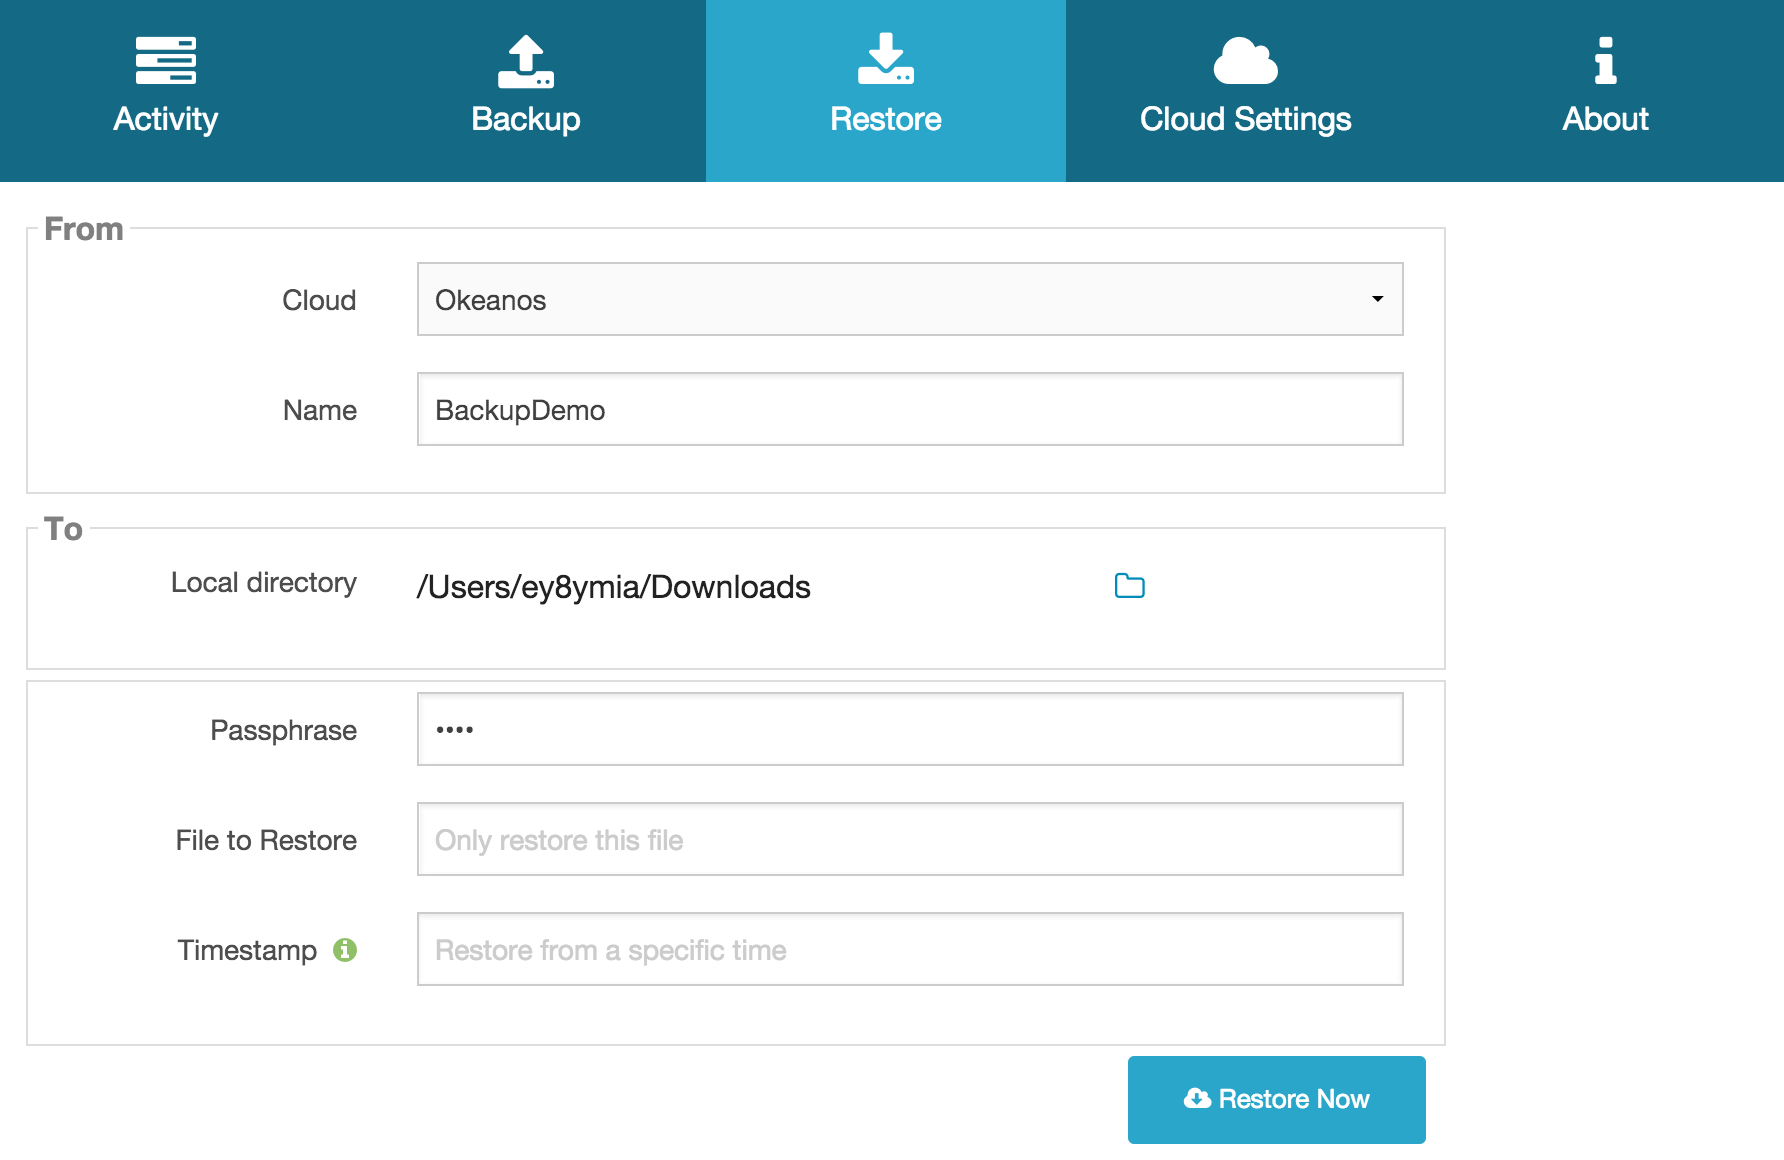 Activity
Backup
Restore
Cloud Settings
About
From
Cloud
Okeanos
Name
BackupDemo
To
Local directory
/Users/ey8ymia/Downloads
Passphrase
••••
File to Restore
Only restore this file
Timestamp
Restore from a specific time
Restore Now